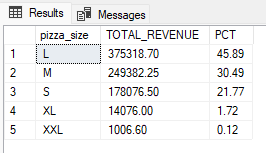 Results Messages
pizza_size TOTAL_REVENUE PCT
1 L 375318.70 45.89
2 M 249382.25 30.49
3 S 178076.50 21.77
4 XL 14076.00 1.72
5 XXL 1006.60 0.12